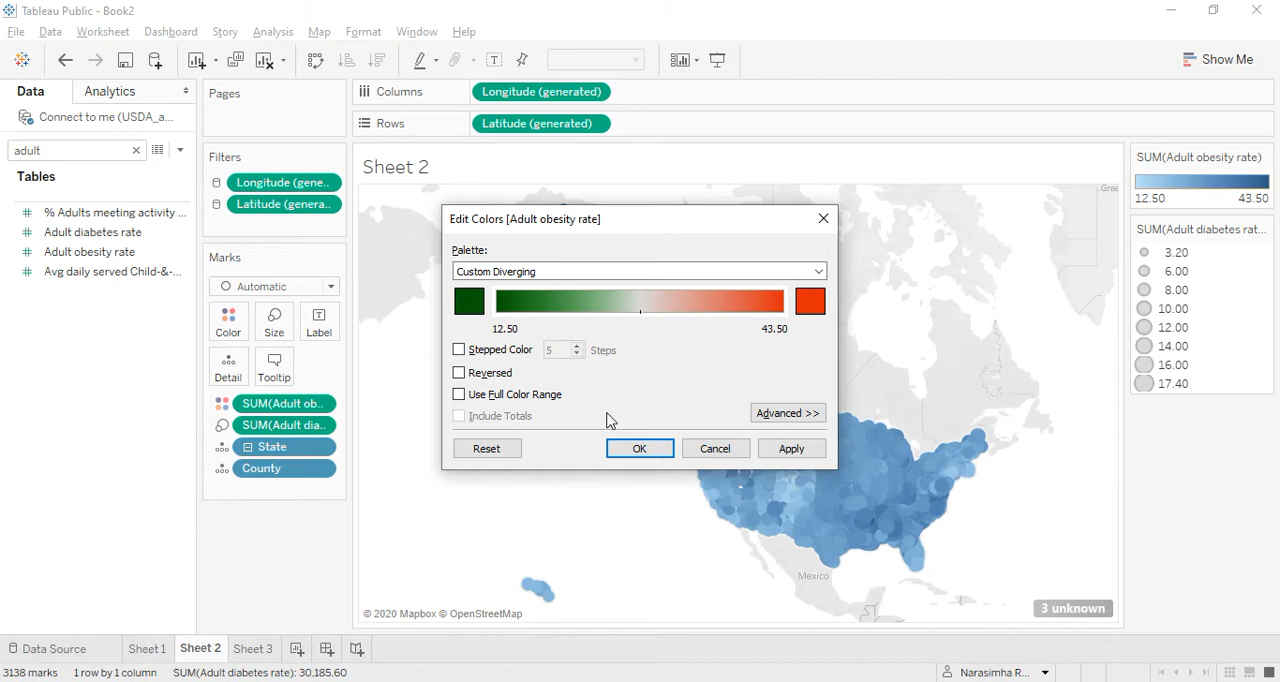 Tableau Public - Book2
File Data Worksheet Dashboard Story Analysis Map Format Window Help
Show Me
Data Analytics
Connect to me (USDA_a...
adult
Tables
% Adults meeting activity ...
Adult diabetes rate
Adult obesity rate
Avg daily served Child-&-...
Pages
Filters
Longitude (gene..
Latitude (genera..
Marks
Automatic
Color Size Label
Detail Tooltip
SUM(Adult ob..
SUM(Adult dia..
State
County
Columns Longitude (generated)
Rows Latitude (generated)
Sheet 2
Edit Colors [Adult obesity rate]
Palette:
Custom Diverging
12.50 43.50
Stepped Color 5 Steps
Reversed
Use Full Color Range
Include Totals
Advanced >>
Reset OK Cancel Apply
Mexico
© 2020 Mapbox © OpenStreetMap
3 unknown
Gree
SUM(Adult obesity rate)
12.50 43.50
SUM(Adult diabetes rat...
3.20
6.00
8.00
10.00
12.00
14.00
16.00
17.40
Data Source Sheet 1 Sheet 2 Sheet 3
3138 marks 1 row by 1 column SUM(Adult diabetes rate): 30,185.60 Narasimha R...